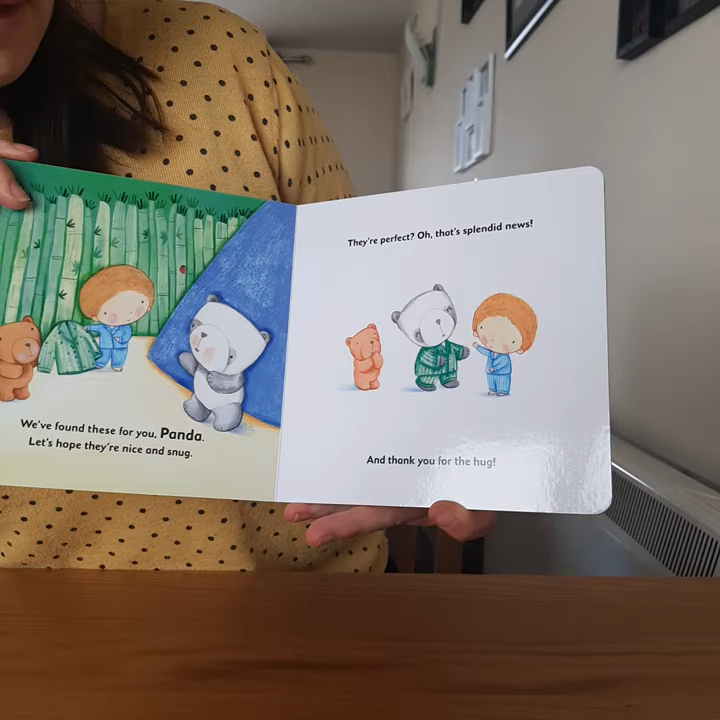 We've found these for you, Panda.
Let's hope they're nice and snug.
They're perfect? Oh, that's splendid news!
And thank you for the hug!